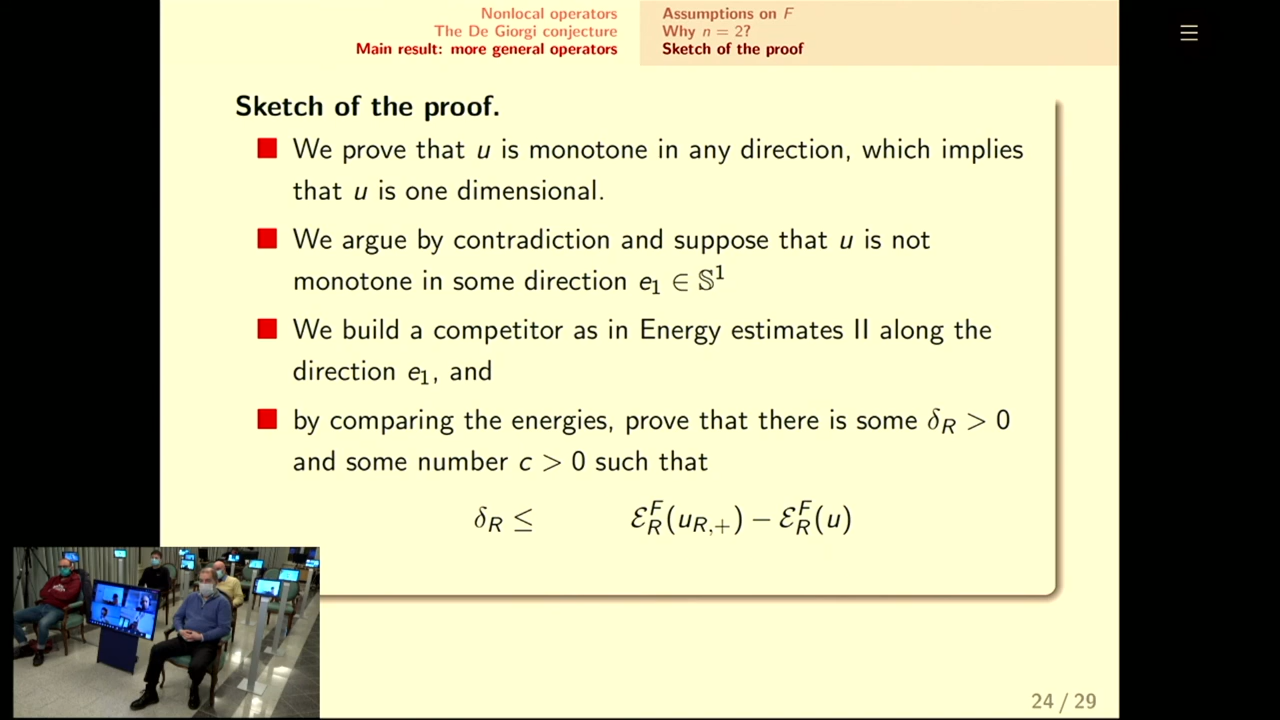 Nonlocal operators
The De Giorgi conjecture
Main result: more general operators
Assumptions on F
Why n = 2?
Sketch of the proof
Sketch of the proof.
We prove that u is monotone in any direction, which implies
that u is one dimensional.
We argue by contradiction and suppose that u is not
monotone in some direction e₁ ∈ 𝕊¹
We build a competitor as in Energy estimates II along the
direction e₁, and
by comparing the energies, prove that there is some δ_R > 0
and some number c > 0 such that
δ_R ≤ ℰ_R^F(u_{R,+}) − ℰ_R^F(u)
24 / 29